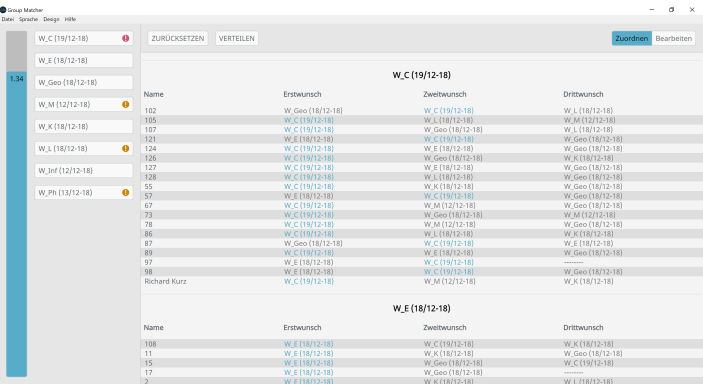 Group Matcher
Datei Sprache Design Hilfe
W_C (19/12-18)
ZURÜCKSETZEN VERTEILEN
Zuordnen Bearbeiten
W_E (18/12-18)
1.34
W_Geo (18/12-18)
W_M (12/12-18)
W_K (18/12-18)
W_L (18/12-18)
W_Inf (12/12-18)
W_Ph (13/12-18)
W_C (19/12-18)
Name Erstwunsch Zweitwunsch Drittwunsch
102 W_Geo (18/12-18) W_C (19/12-18) W_L (18/12-18)
105 W_C (19/12-18) W_L (18/12-18) W_M (12/12-18)
107 W_C (19/12-18) W_Geo (18/12-18) W_L (18/12-18)
121 W_E (18/12-18) W_C (19/12-18) W_Geo (18/12-18)
124 W_C (19/12-18) W_E (18/12-18) W_Geo (18/12-18)
126 W_C (19/12-18) W_Geo (18/12-18) W_K (18/12-18)
127 W_C (19/12-18) W_E (18/12-18) W_Geo (18/12-18)
128 W_C (19/12-18) W_L (18/12-18) W_Geo (18/12-18)
55 W_C (19/12-18) W_K (18/12-18) W_Geo (18/12-18)
57 W_E (18/12-18) W_C (19/12-18) W_Geo (18/12-18)
67 W_C (19/12-18) W_M (12/12-18) W_Geo (18/12-18)
73 W_C (19/12-18) W_Geo (18/12-18) W_M (12/12-18)
78 W_C (19/12-18) W_M (12/12-18) W_Geo (18/12-18)
86 W_C (19/12-18) W_L (18/12-18) W_K (18/12-18)
87 W_Geo (18/12-18) W_C (19/12-18) W_E (18/12-18)
89 W_C (19/12-18) W_E (18/12-18) W_Geo (18/12-18)
97 W_E (18/12-18) W_C (19/12-18) --------
98 W_E (18/12-18) W_C (19/12-18) W_Geo (18/12-18)
Richard Kurz W_C (19/12-18) W_M (12/12-18) W_K (18/12-18)
W_E (18/12-18)
Name Erstwunsch Zweitwunsch Drittwunsch
108 W_E (18/12-18) W_C (19/12-18) W_K (18/12-18)
11 W_E (18/12-18) W_K (18/12-18) W_Geo (18/12-18)
15 W_E (18/12-18) W_Geo (18/12-18) W_C (19/12-18)
17 W_E (18/12-18) W_Geo (18/12-18) --------
2 W_E (18/12-18) W_K (18/12-18) W_L (18/12-18)